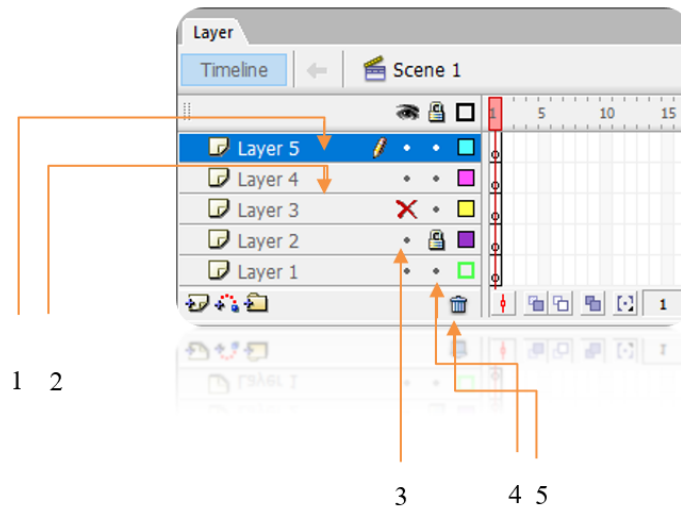 Layer
Timeline Scene 1
1 5 10 15
Layer 5
Layer 4
Layer 3
Layer 2
Layer 1
1
1 2
3 4 5